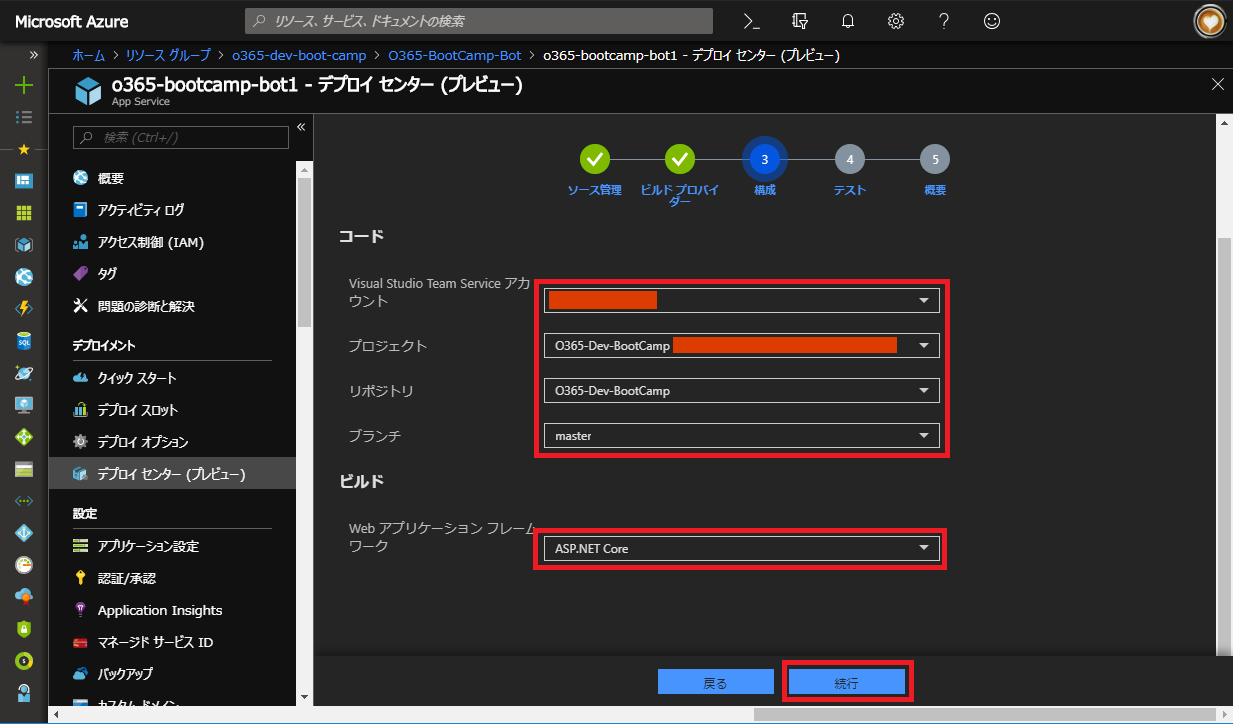 Microsoft Azure
リソース、サービス、ドキュメントの検索
ホーム > リソース グループ > o365-dev-boot-camp > O365-BootCamp-Bot > o365-bootcamp-bot1 - デプロイ センター (プレビュー)
o365-bootcamp-bot1 - デプロイ センター (プレビュー)
App Service
検索 (Ctrl+/)
概要
アクティビティ ログ
アクセス制御 (IAM)
タグ
問題の診断と解決
デプロイメント
クイック スタート
デプロイ スロット
デプロイ オプション
デプロイ センター (プレビュー)
設定
アプリケーション設定
認証/承認
Application Insights
マネージド サービス ID
バックアップ
カスタム ドメイン
3
4
5
ソース管理
ビルド プロバイ
ダー
構成
テスト
概要
コード
Visual Studio Team Service アカ
ウント
プロジェクト
O365-Dev-BootCamp
リポジトリ
O365-Dev-BootCamp
ブランチ
master
ビルド
Web アプリケーション フレーム
ワーク
ASP.NET Core
戻る
続行